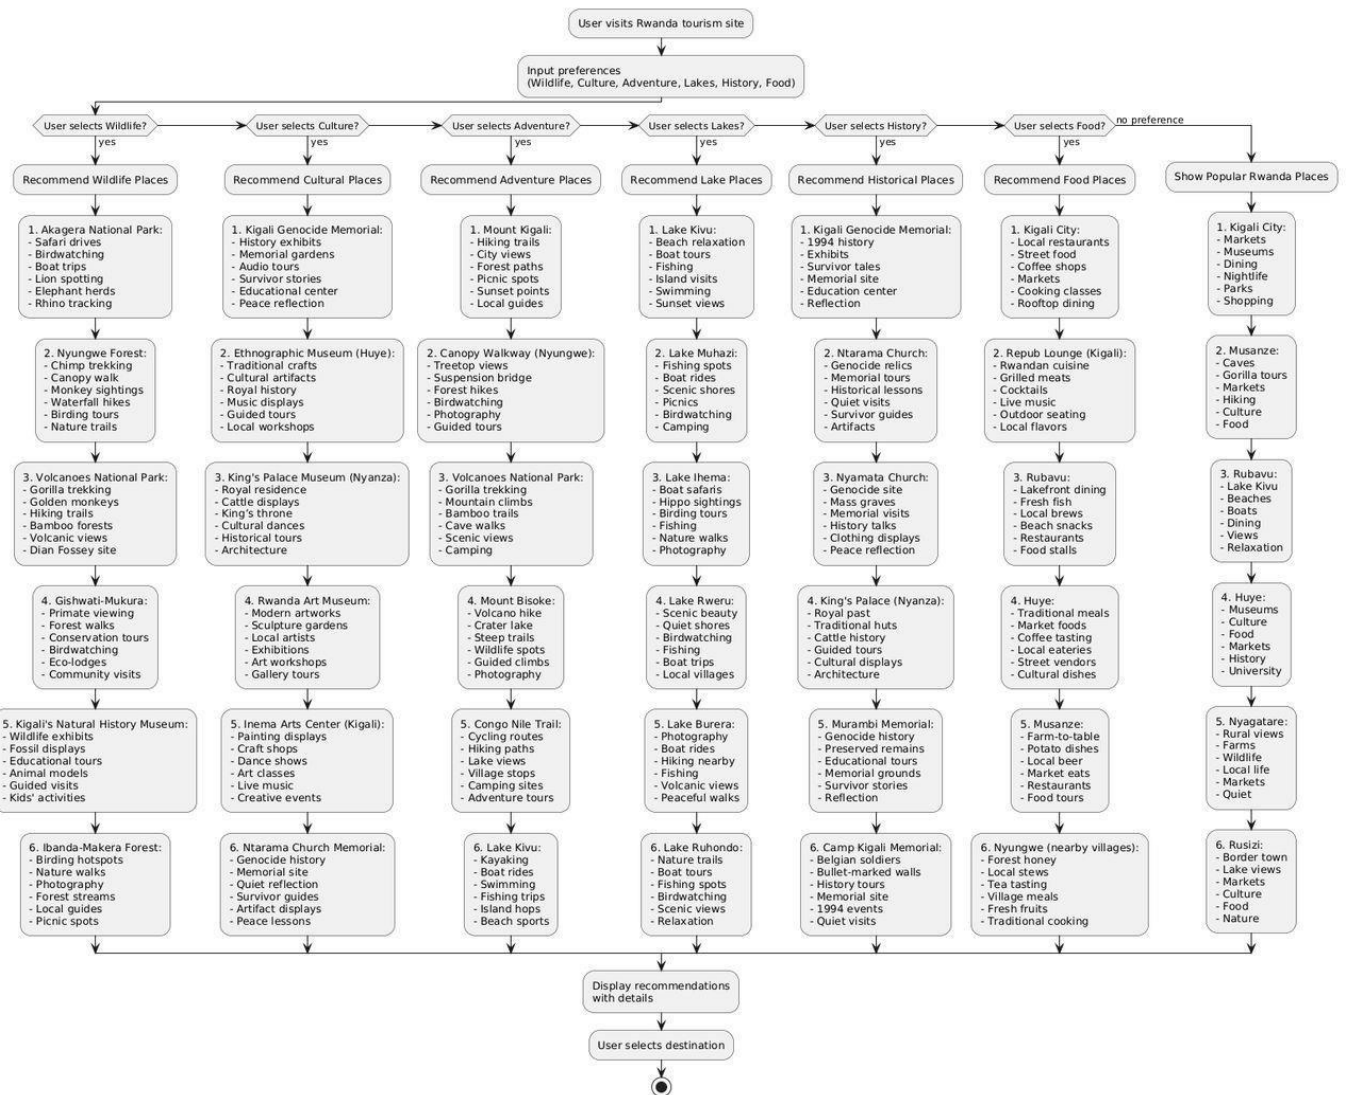 User visits Rwanda tourism site
Input preferences
(Wildlife, Culture, Adventure, Lakes, History, Food)
User selects Wildlife?
yes
Recommend Wildlife Places
1. Akagera National Park:
- Safari drives
- Birdwatching
- Boat trips
- Lion spotting
- Elephant herds
- Rhino tracking
2. Nyungwe Forest:
- Chimp trekking
- Canopy walk
- Monkey sightings
- Waterfall hikes
- Birding tours
- Nature trails
3. Volcanoes National Park:
- Gorilla trekking
- Golden monkeys
- Hiking trails
- Bamboo forests
- Volcanic views
- Dian Fossey site
4. Gishwati-Mukura:
- Primate viewing
- Forest walks
- Conservation tours
- Birdwatching
- Eco-lodges
- Community visits
5. Kigali's Natural History Museum:
- Wildlife exhibits
- Fossil displays
- Educational tours
- Animal models
- Guided visits
- Kids' activities
6. Ibanda-Makera Forest:
- Birding hotspots
- Nature walks
- Photography
- Forest streams
- Local guides
- Picnic spots
User selects Culture?
yes
Recommend Cultural Places
1. Kigali Genocide Memorial:
- History exhibits
- Memorial gardens
- Audio tours
- Survivor stories
- Educational center
- Peace reflection
2. Ethnographic Museum (Huye):
- Traditional crafts
- Cultural artifacts
- Royal history
- Music displays
- Guided tours
- Local workshops
3. King's Palace Museum (Nyanza):
- Royal residence
- Cattle displays
- King's throne
- Cultural dances
- Historical tours
- Architecture
4. Rwanda Art Museum:
- Modern artworks
- Sculpture gardens
- Local artists
- Exhibitions
- Art workshops
- Gallery tours
5. Inema Arts Center (Kigali):
- Painting displays
- Craft shops
- Dance shows
- Art classes
- Live music
- Creative events
6. Ntarama Church Memorial:
- Genocide history
- Memorial site
- Quiet reflection
- Survivor guides
- Artifact displays
- Peace lessons
User selects Adventure?
yes
Recommend Adventure Places
1. Mount Kigali:
- Hiking trails
- City views
- Forest paths
- Picnic spots
- Sunset points
- Local guides
2. Canopy Walkway (Nyungwe):
- Treetop views
- Suspension bridge
- Forest hikes
- Birdwatching
- Photography
- Guided tours
3. Volcanoes National Park:
- Gorilla trekking
- Mountain climbs
- Bamboo trails
- Cave walks
- Scenic views
- Camping
4. Mount Bisoke:
- Volcano hike
- Crater lake
- Steep trails
- Wildlife spots
- Guided climbs
- Photography
5. Congo Nile Trail:
- Cycling routes
- Hiking paths
- Lake views
- Village stops
- Camping sites
- Adventure tours
6. Lake Kivu:
- Kayaking
- Boat rides
- Swimming
- Fishing trips
- Island hops
- Beach sports
User selects Lakes?
yes
Recommend Lake Places
1. Lake Kivu:
- Beach relaxation
- Boat tours
- Fishing
- Island visits
- Swimming
- Sunset views
2. Lake Muhazi:
- Fishing spots
- Boat rides
- Scenic shores
- Picnics
- Birdwatching
- Camping
3. Lake Ihema:
- Boat safaris
- Hippo sightings
- Birding tours
- Fishing
- Nature walks
- Photography
4. Lake Rweru:
- Scenic beauty
- Quiet shores
- Birdwatching
- Fishing
- Boat trips
- Local villages
5. Lake Burera:
- Photography
- Boat rides
- Hiking nearby
- Fishing
- Volcanic views
- Peaceful walks
6. Lake Ruhondo:
- Nature trails
- Boat tours
- Fishing spots
- Birdwatching
- Scenic views
- Relaxation
User selects History?
yes
Recommend Historical Places
1. Kigali Genocide Memorial:
- 1994 history
- Exhibits
- Survivor tales
- Memorial site
- Education center
- Reflection
2. Ntarama Church:
- Genocide relics
- Memorial tours
- Historical lessons
- Quiet visits
- Survivor guides
- Artifacts
3. Nyamata Church:
- Genocide site
- Mass graves
- Memorial visits
- History talks
- Clothing displays
- Peace reflection
4. King's Palace (Nyanza):
- Royal past
- Traditional huts
- Cattle history
- Guided tours
- Cultural displays
- Architecture
5. Murambi Memorial:
- Genocide history
- Preserved remains
- Educational tours
- Memorial grounds
- Survivor stories
- Reflection
6. Camp Kigali Memorial:
- Belgian soldiers
- Bullet-marked walls
- History tours
- Memorial site
- 1994 events
- Quiet visits
User selects Food?
yes
Recommend Food Places
1. Kigali City:
- Local restaurants
- Street food
- Coffee shops
- Markets
- Cooking classes
- Rooftop dining
2. Repub Lounge (Kigali):
- Rwandan cuisine
- Grilled meats
- Cocktails
- Live music
- Outdoor seating
- Local flavors
3. Rubavu:
- Lakefront dining
- Fresh fish
- Local brews
- Beach snacks
- Restaurants
- Food stalls
4. Huye:
- Traditional meals
- Market foods
- Coffee tasting
- Local eateries
- Street vendors
- Cultural dishes
5. Musanze:
- Farm-to-table
- Potato dishes
- Local beer
- Market eats
- Restaurants
- Food tours
6. Nyungwe (nearby villages):
- Forest honey
- Local stews
- Tea tasting
- Village meals
- Fresh fruits
- Traditional cooking
no preference
Show Popular Rwanda Places
1. Kigali City:
- Markets
- Museums
- Dining
- Nightlife
- Parks
- Shopping
2. Musanze:
- Caves
- Gorilla tours
- Markets
- Hiking
- Culture
- Food
3. Rubavu:
- Lake Kivu
- Beaches
- Boats
- Dining
- Views
- Relaxation
4. Huye:
- Museums
- Culture
- Food
- Markets
- History
- University
5. Nyagatare:
- Rural views
- Farms
- Wildlife
- Local life
- Markets
- Quiet
6. Rusizi:
- Border town
- Lake views
- Markets
- Culture
- Food
- Nature
Display recommendations
with details
User selects destination